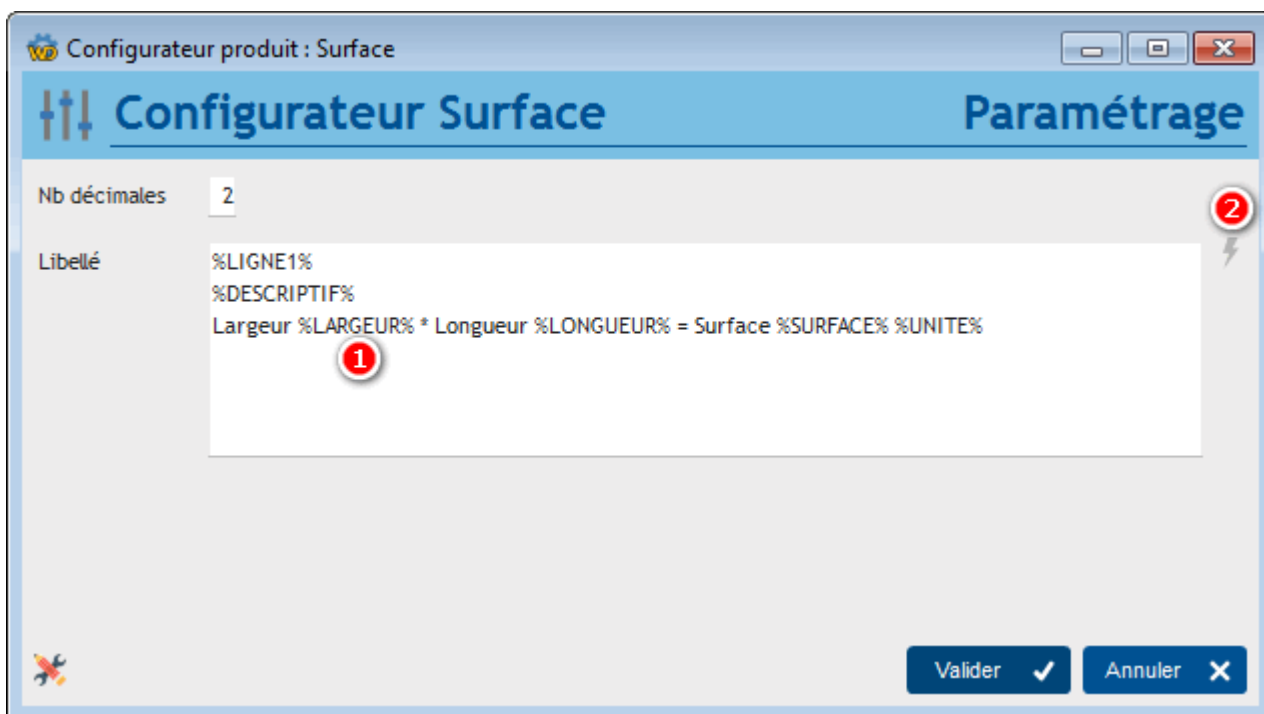 Configurateur produit : Surface
Configurateur Surface Paramétrage
Nb décimales 2
2
Libellé %LIGNE1%
%DESCRIPTIF%
Largeur %LARGEUR% * Longueur %LONGUEUR% = Surface %SURFACE% %UNITE%
1
Valider Annuler